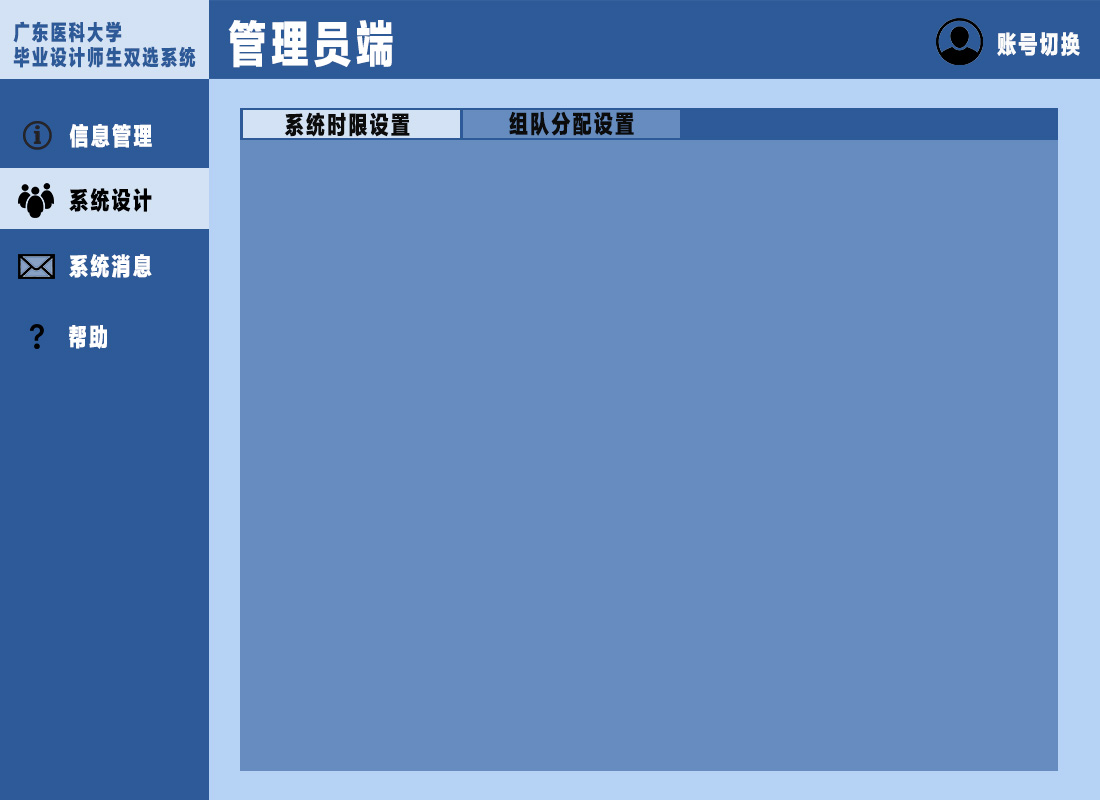 广东医科大学
毕业设计师生双选系统
管理员端
账号切换
信息管理
系统设计
系统消息
帮助
系统时限设置
组队分配设置